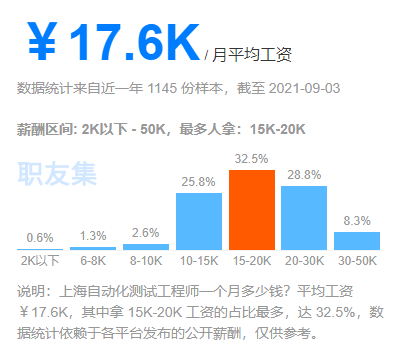 ￥17.6K / 月平均工资
数据统计来自近一年 1145 份样本，截至 2021-09-03
薪酬区间: 2K以下 - 50K，最多人拿：15K-20K
职友集
0.6% 1.3% 2.6% 25.8% 32.5% 28.8% 8.3%
2K以下 6-8K 8-10K 10-15K 15-20K 20-30K 30-50K
说明：上海自动化测试工程师一个月多少钱？平均工资
￥17.6K，其中拿 15K-20K 工资的占比最多，达 32.5%，数
据统计依赖于各平台发布的公开薪酬，仅供参考。